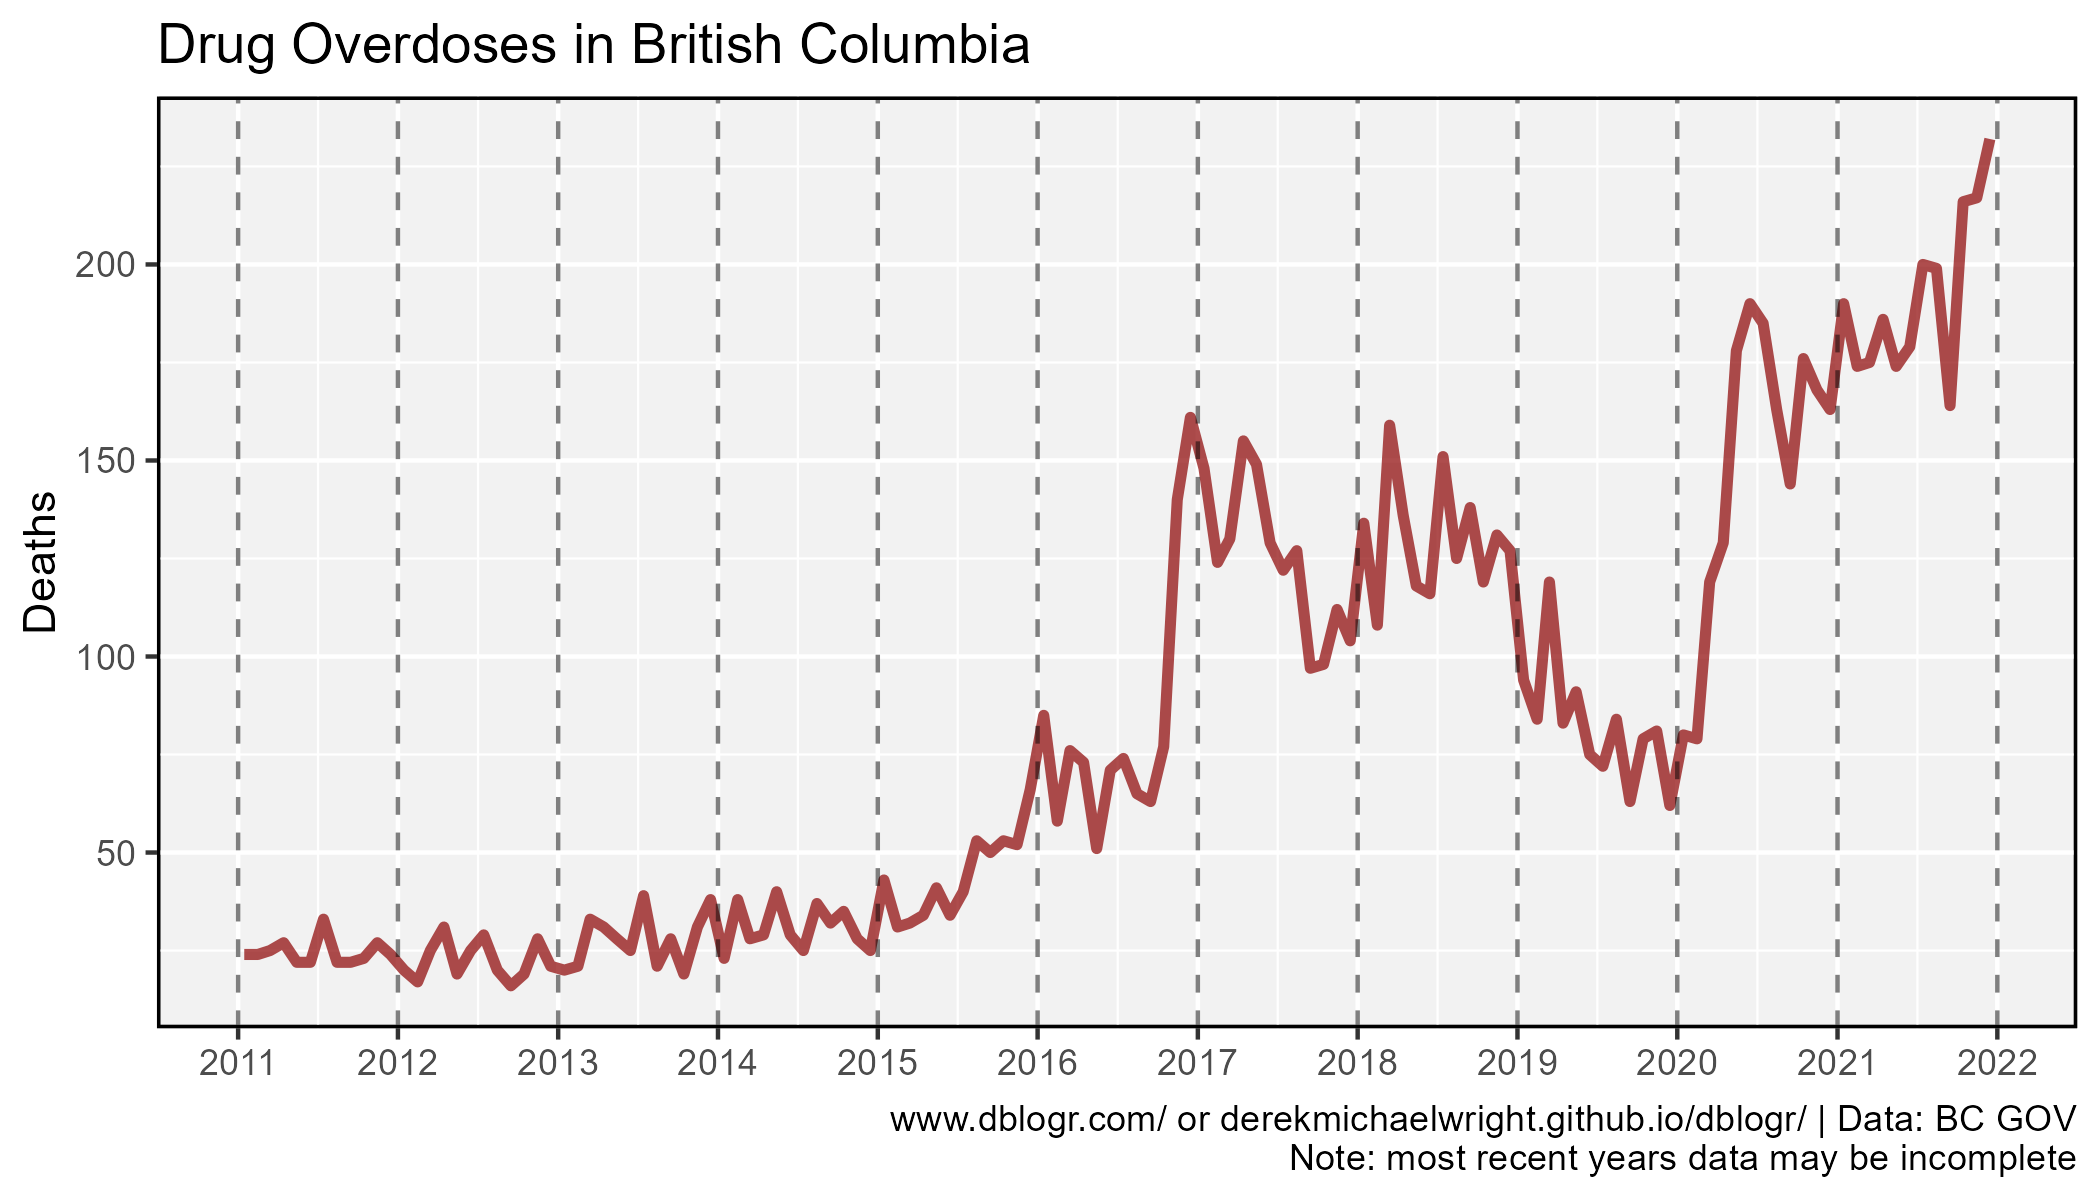 Drug Overdoses in British Columbia
Deaths
200
150
100
50
2011 2012 2013 2014 2015 2016 2017 2018 2019 2020 2021 2022
www.dblogr.com/ or derekmichaelwright.github.io/dblogr/ | Data: BC GOV
Note: most recent years data may be incomplete